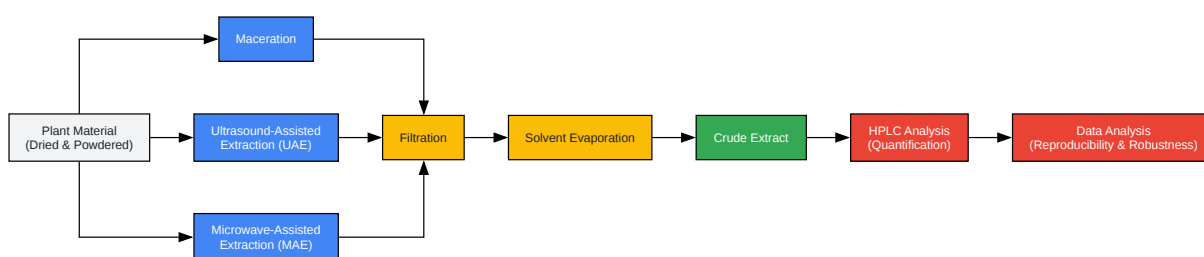 Maceration
Plant Material
(Dried & Powdered)
Ultrasound-Assisted
Extraction (UAE)
Filtration
Solvent Evaporation
Crude Extract
HPLC Analysis
(Quantification)
Data Analysis
(Reproducibility & Robustness)
Microwave-Assisted
Extraction (MAE)